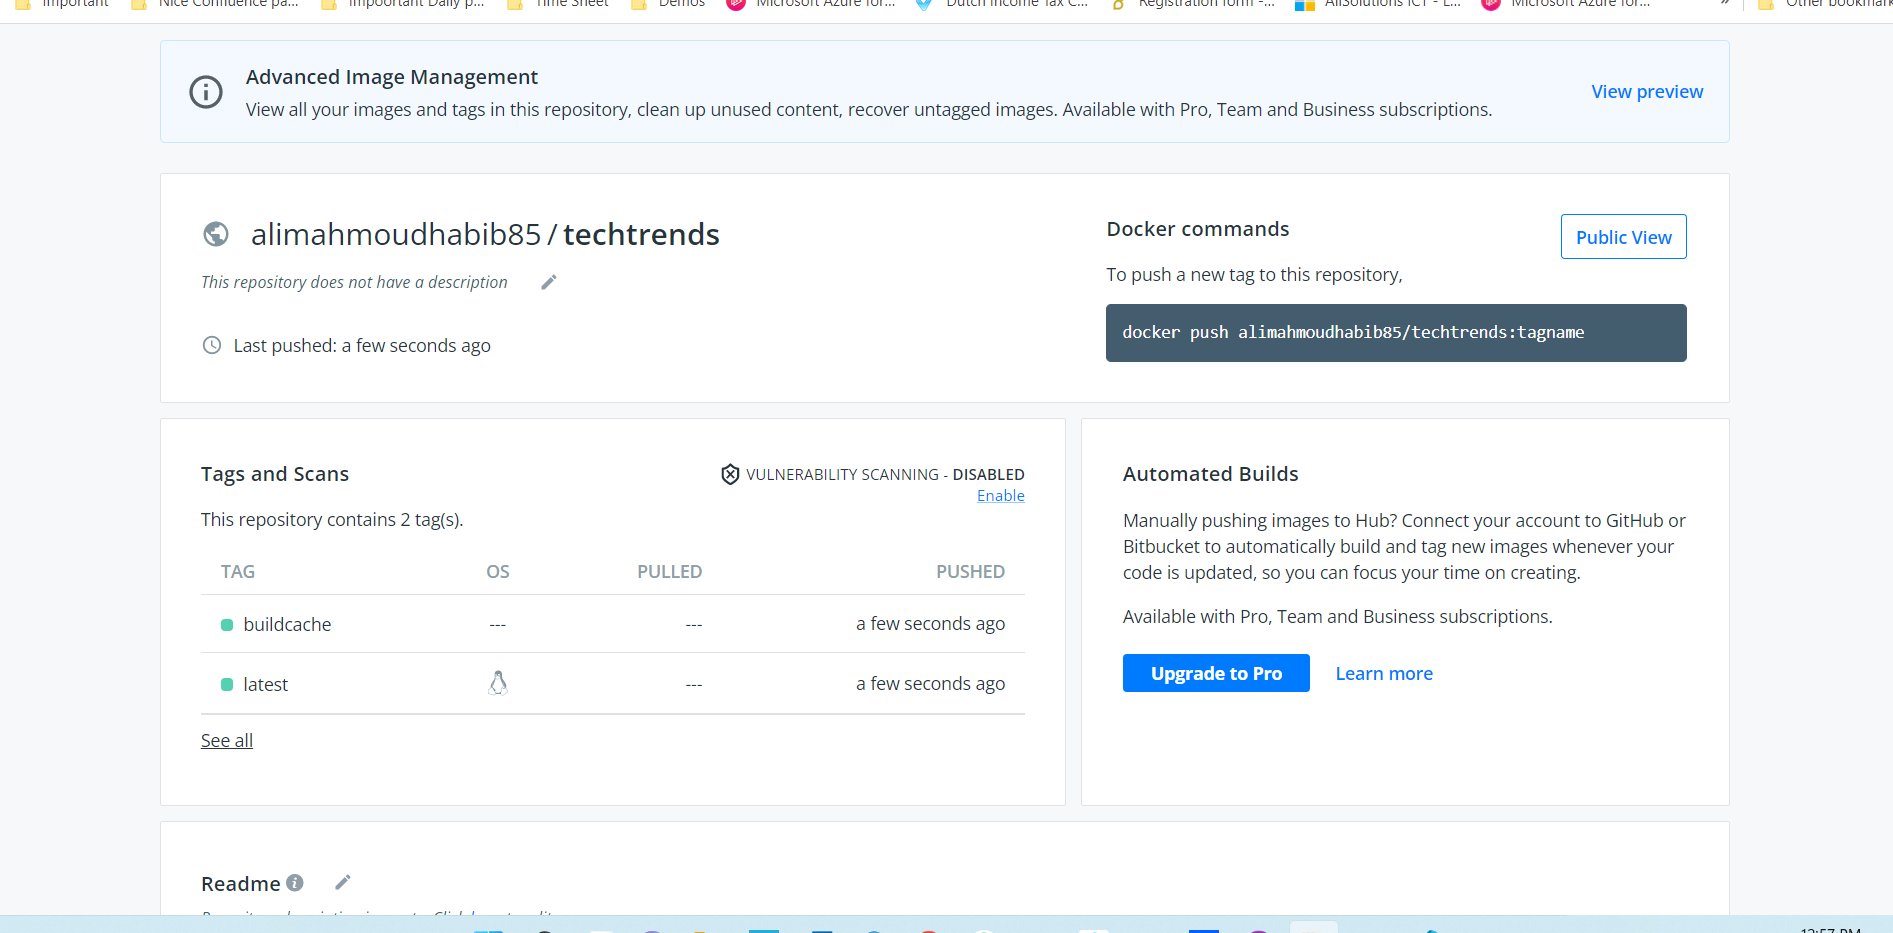 Important
Nice Confluence pa...
Impoortant Daily p...
Time Sheet
Demos
Microsoft Azure for...
Dutch Income Tax C...
Registration form -...
AllSolutions ICT - L...
Microsoft Azure for...
»
Other bookmark
Advanced Image Management
View all your images and tags in this repository, clean up unused content, recover untagged images. Available with Pro, Team and Business subscriptions.
View preview
alimahmoudhabib85 / techtrends
This repository does not have a description
Last pushed: a few seconds ago
Docker commands
Public View
To push a new tag to this repository,
docker push alimahmoudhabib85/techtrends:tagname
Tags and Scans
VULNERABILITY SCANNING - DISABLED
Enable
This repository contains 2 tag(s).
TAG OS PULLED PUSHED
buildcache --- --- a few seconds ago
latest --- a few seconds ago
See all
Automated Builds
Manually pushing images to Hub? Connect your account to GitHub or
Bitbucket to automatically build and tag new images whenever your
code is updated, so you can focus your time on creating.
Available with Pro, Team and Business subscriptions.
Upgrade to Pro
Learn more
Readme
12:57 PM